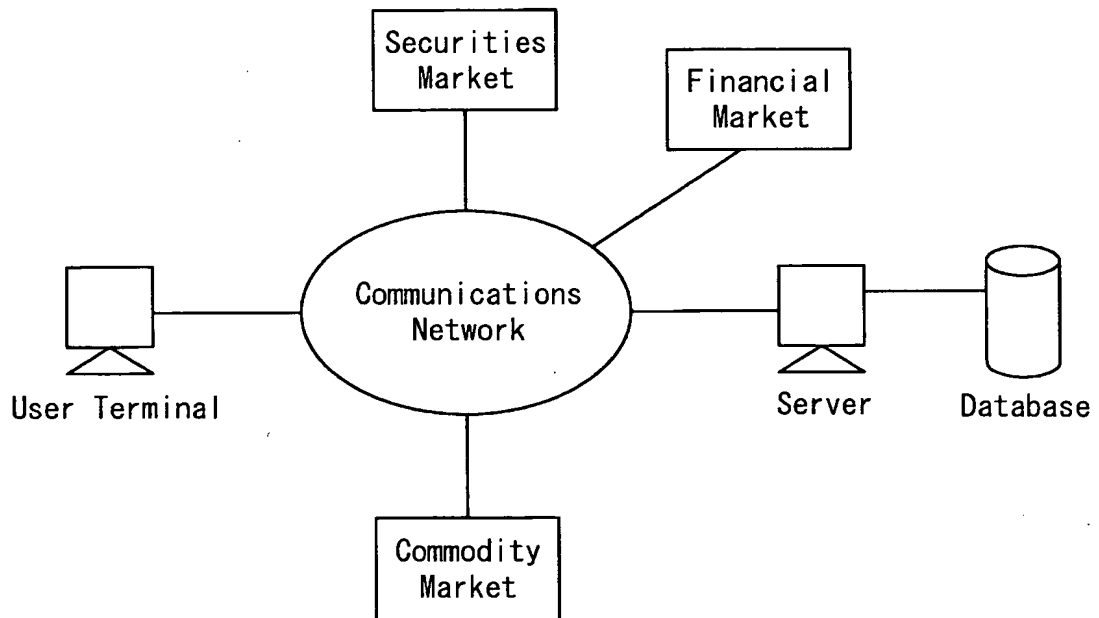 Securities
Market
Financial
Market
Communications
Network
User Terminal
Server
Database
Commodity
Market